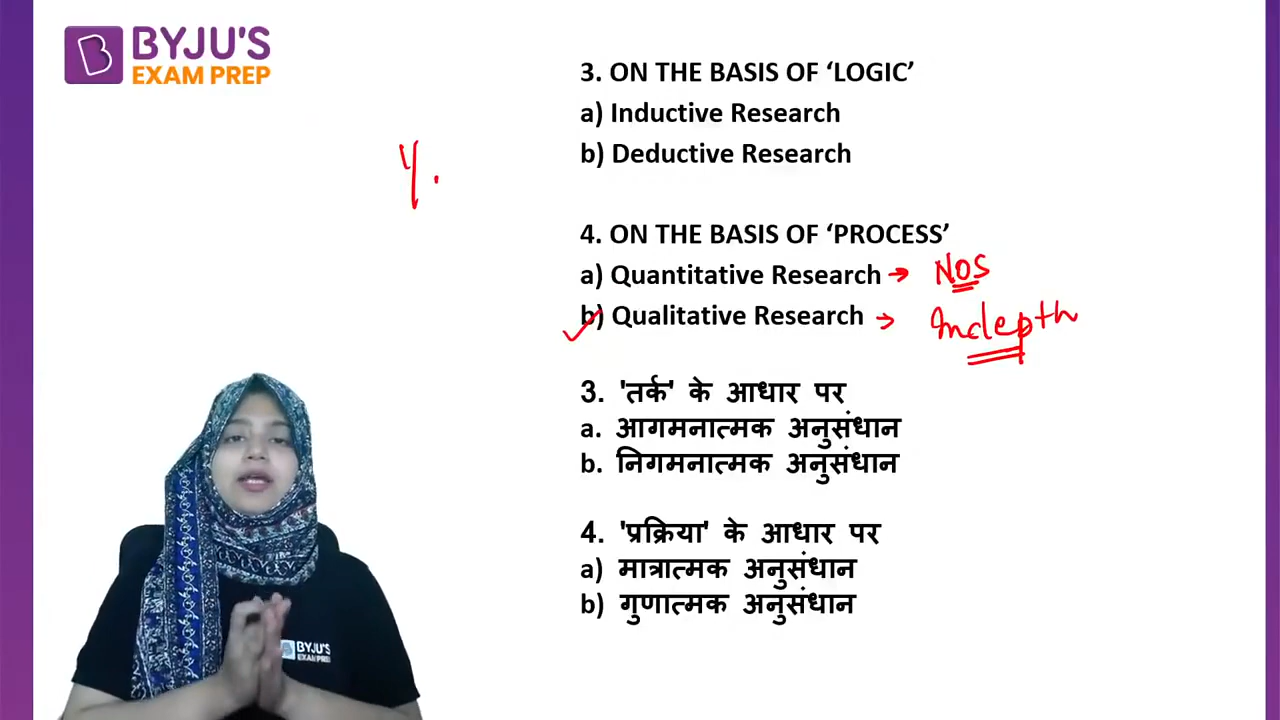 BYJU'S
EXAM PREP
3. ON THE BASIS OF ‘LOGIC’
a) Inductive Research
b) Deductive Research
4. ON THE BASIS OF ‘PROCESS’
a) Quantitative Research → NOS
b) Qualitative Research → Indepth
3. 'तर्क' के आधार पर
a. आगमनात्मक अनुसंधान
b. निगमनात्मक अनुसंधान
4. 'प्रक्रिया' के आधार पर
a) मात्रात्मक अनुसंधान
b) गुणात्मक अनुसंधान
BYJU'S
EXAM PREP